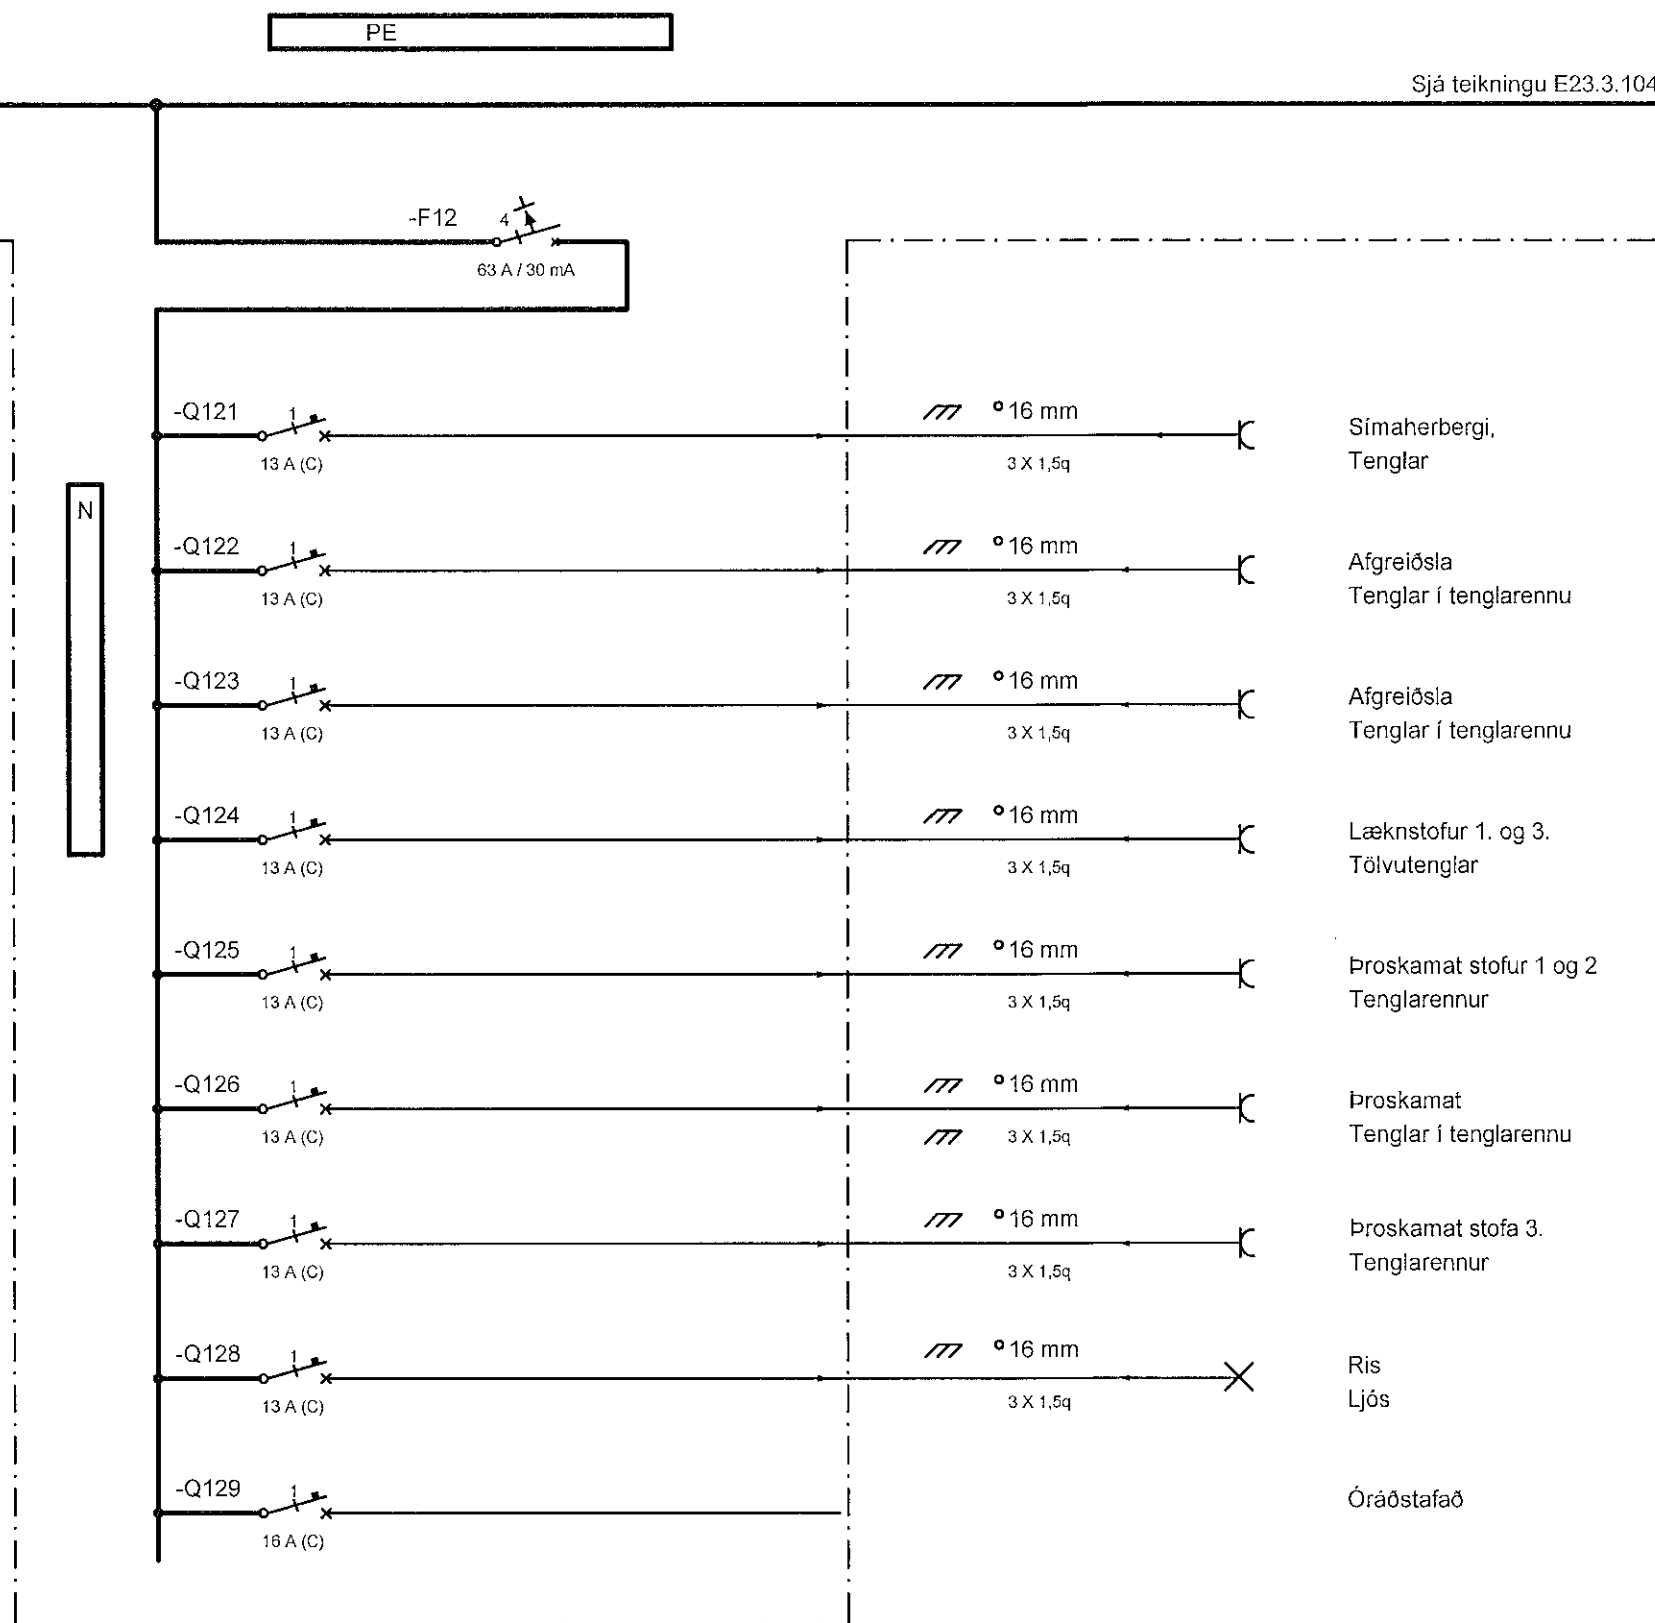 PE
Sjá teikningu E23.3.104
-F12 4
63 A / 30 mA
N
-Q121 1 16 mm
13 A (C) 3 X 1,5q
Símaherbergi,
Tenglar
-Q122 1 16 mm
13 A (C) 3 X 1,5q
Afgreiðsla
Tenglar í tenglarennu
-Q123 1 16 mm
13 A (C) 3 X 1,5q
Afgreiðsla
Tenglar í tenglarennu
-Q124 1 16 mm
13 A (C) 3 X 1,5q
Læknstofur 1. og 3.
Tölvutenglar
-Q125 1 16 mm
13 A (C) 3 X 1,5q
Þroskamat stofur 1 og 2
Tenglarennur
-Q126 1 16 mm
13 A (C) 3 X 1,5q
Þroskamat
Tenglar í tenglarennu
-Q127 1 16 mm
13 A (C) 3 X 1,5q
Þroskamat stofa 3.
Tenglarennur
-Q128 1 16 mm
13 A (C) 3 X 1,5q
Ris
Ljós
-Q129 1
16 A (C)
Óráðstafað